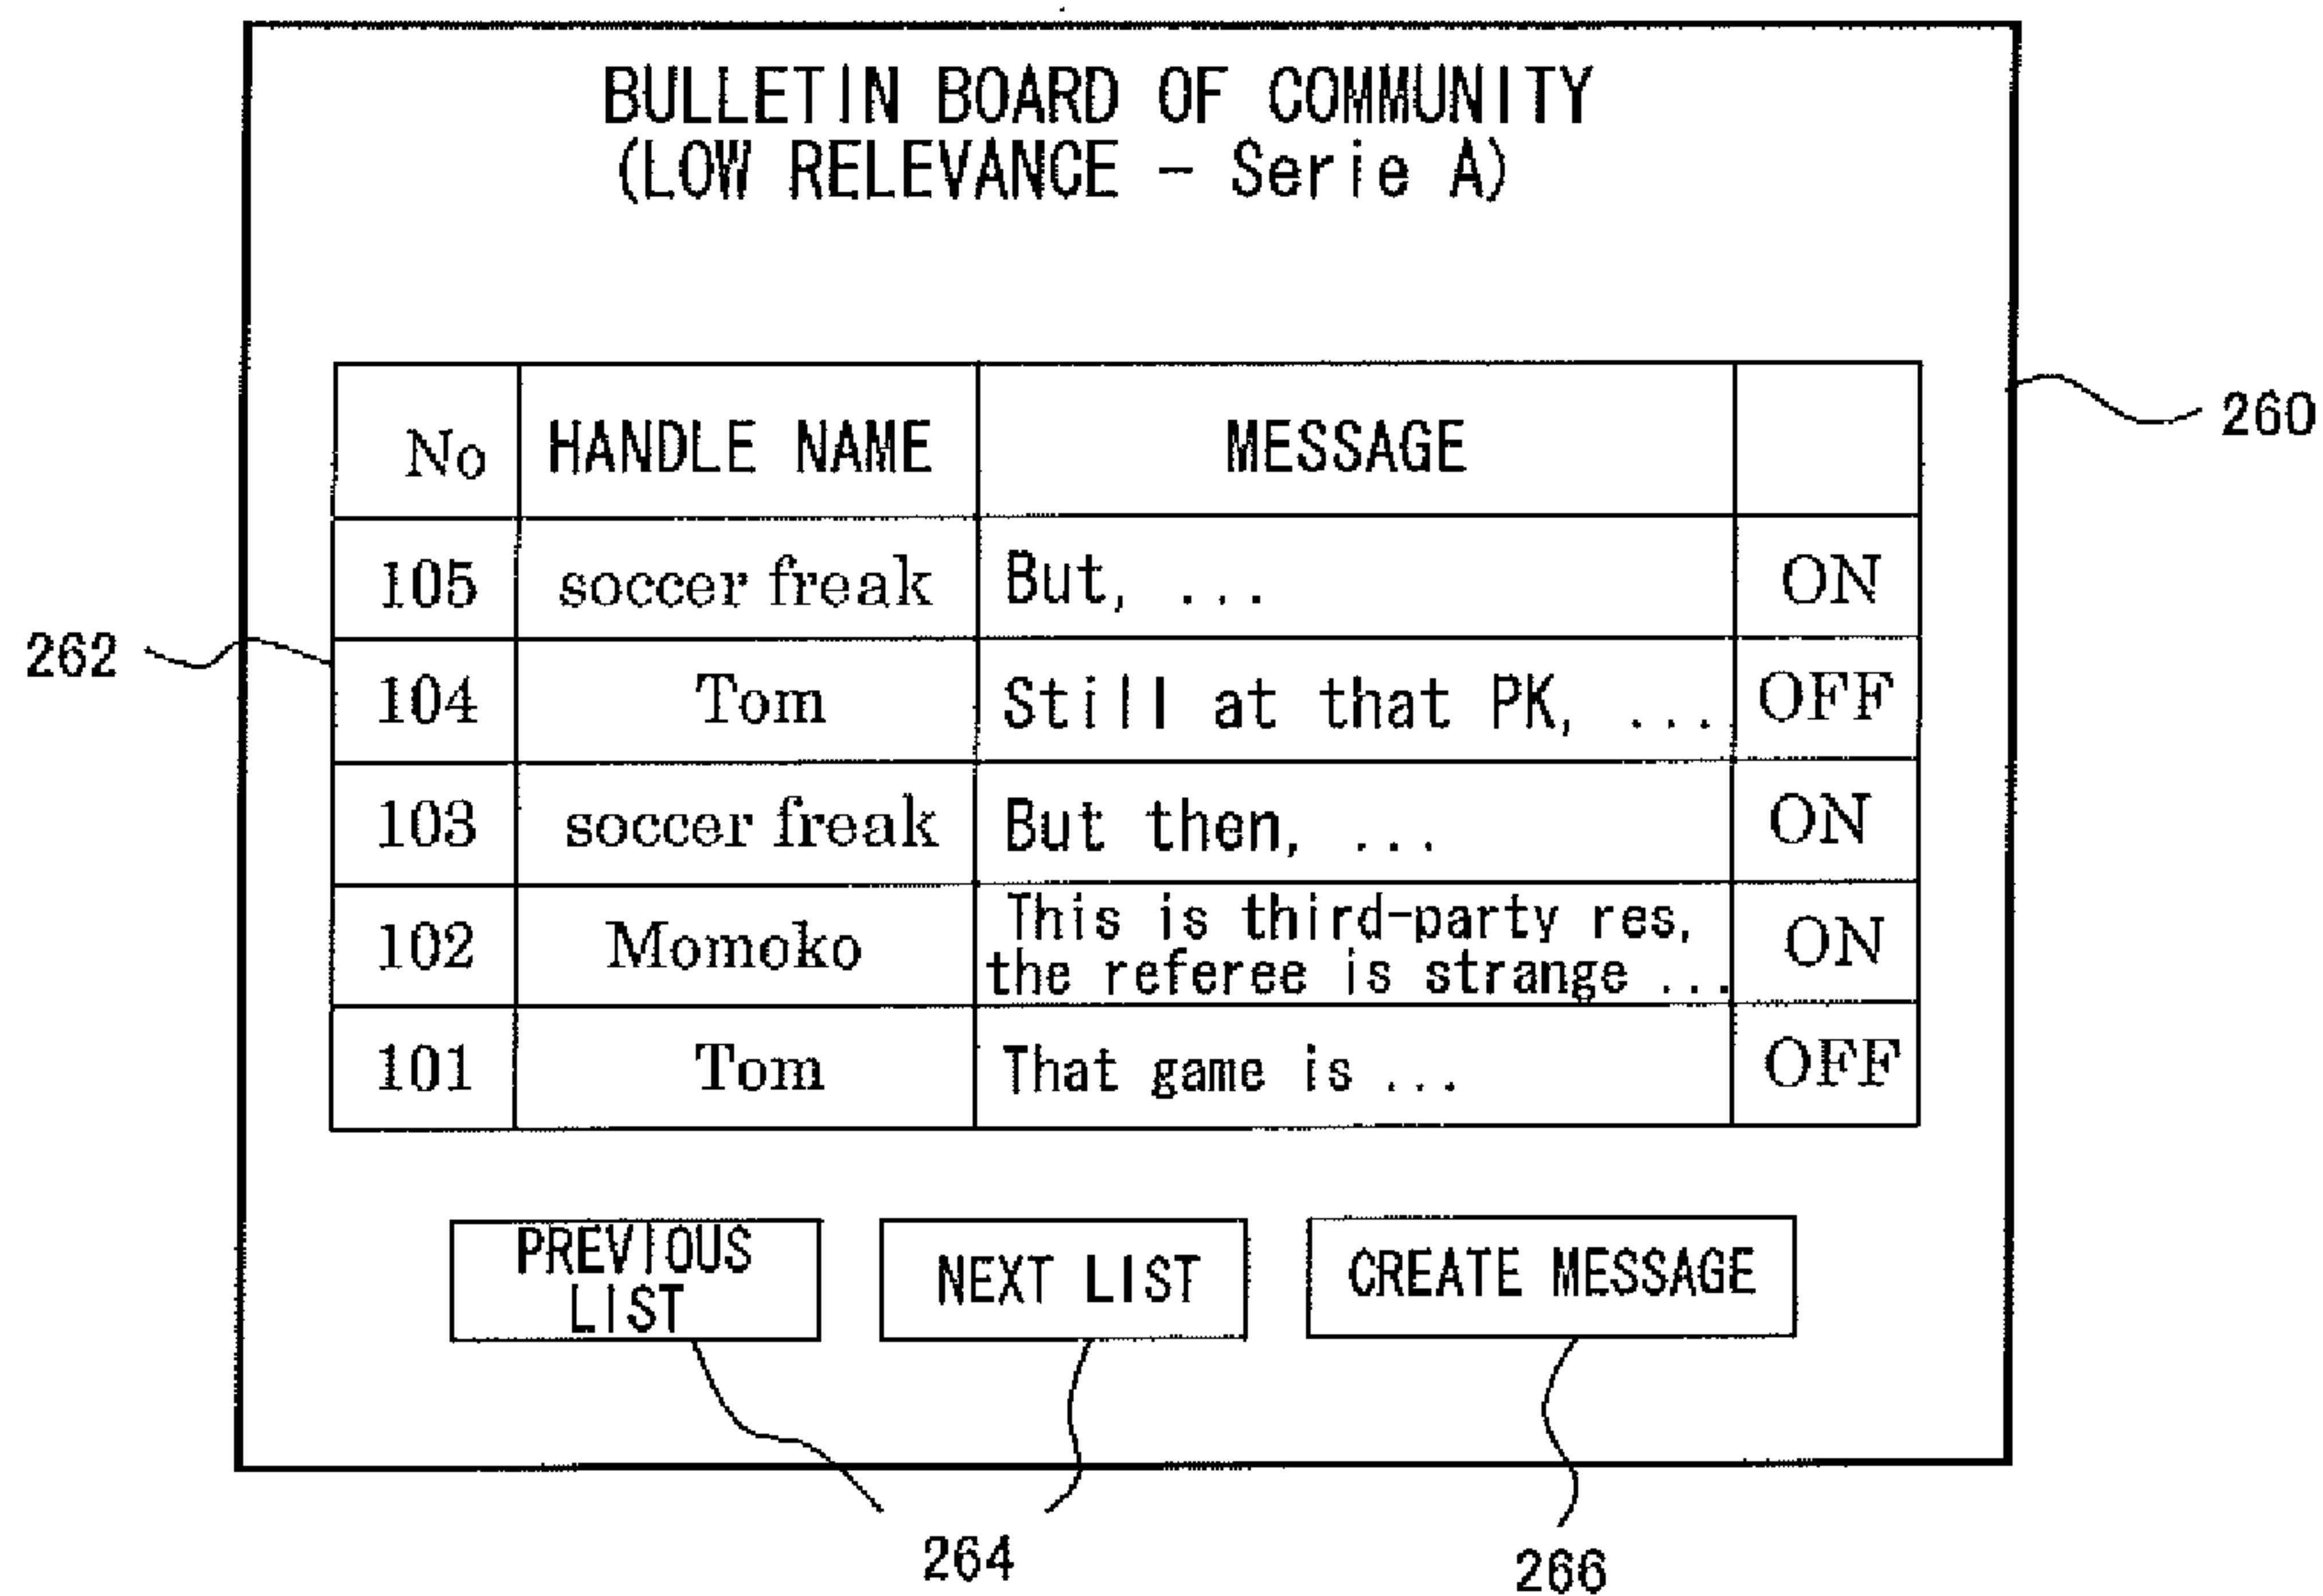 BULLETIN BOARD OF COMMUNITY
(LOW RELEVANCE - Serie A)
No HANDLE NAME MESSAGE
105 soccer freak But, ... ON
104 Tom Still at that PK, ... OFF
103 soccer freak But then, ... ON
102 Momoko This is third-party res,
the referee is strange ... ON
101 Tom That game is ... OFF
PREVIOUS
LIST
NEXT LIST
CREATE MESSAGE
260
262
264
266